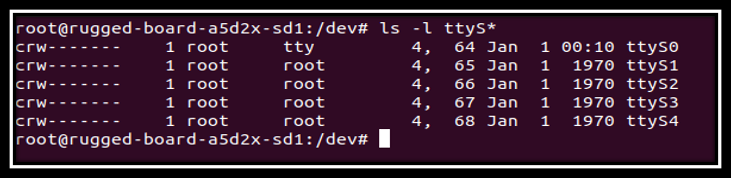 root@rugged-board-a5d2x-sd1:/dev# ls -l ttyS*
crw-------    1 root     tty         4,  64 Jan  1 00:10 ttyS0
crw-------    1 root     root        4,  65 Jan  1  1970 ttyS1
crw-------    1 root     root        4,  66 Jan  1  1970 ttyS2
crw-------    1 root     root        4,  67 Jan  1  1970 ttyS3
crw-------    1 root     root        4,  68 Jan  1  1970 ttyS4
root@rugged-board-a5d2x-sd1:/dev#